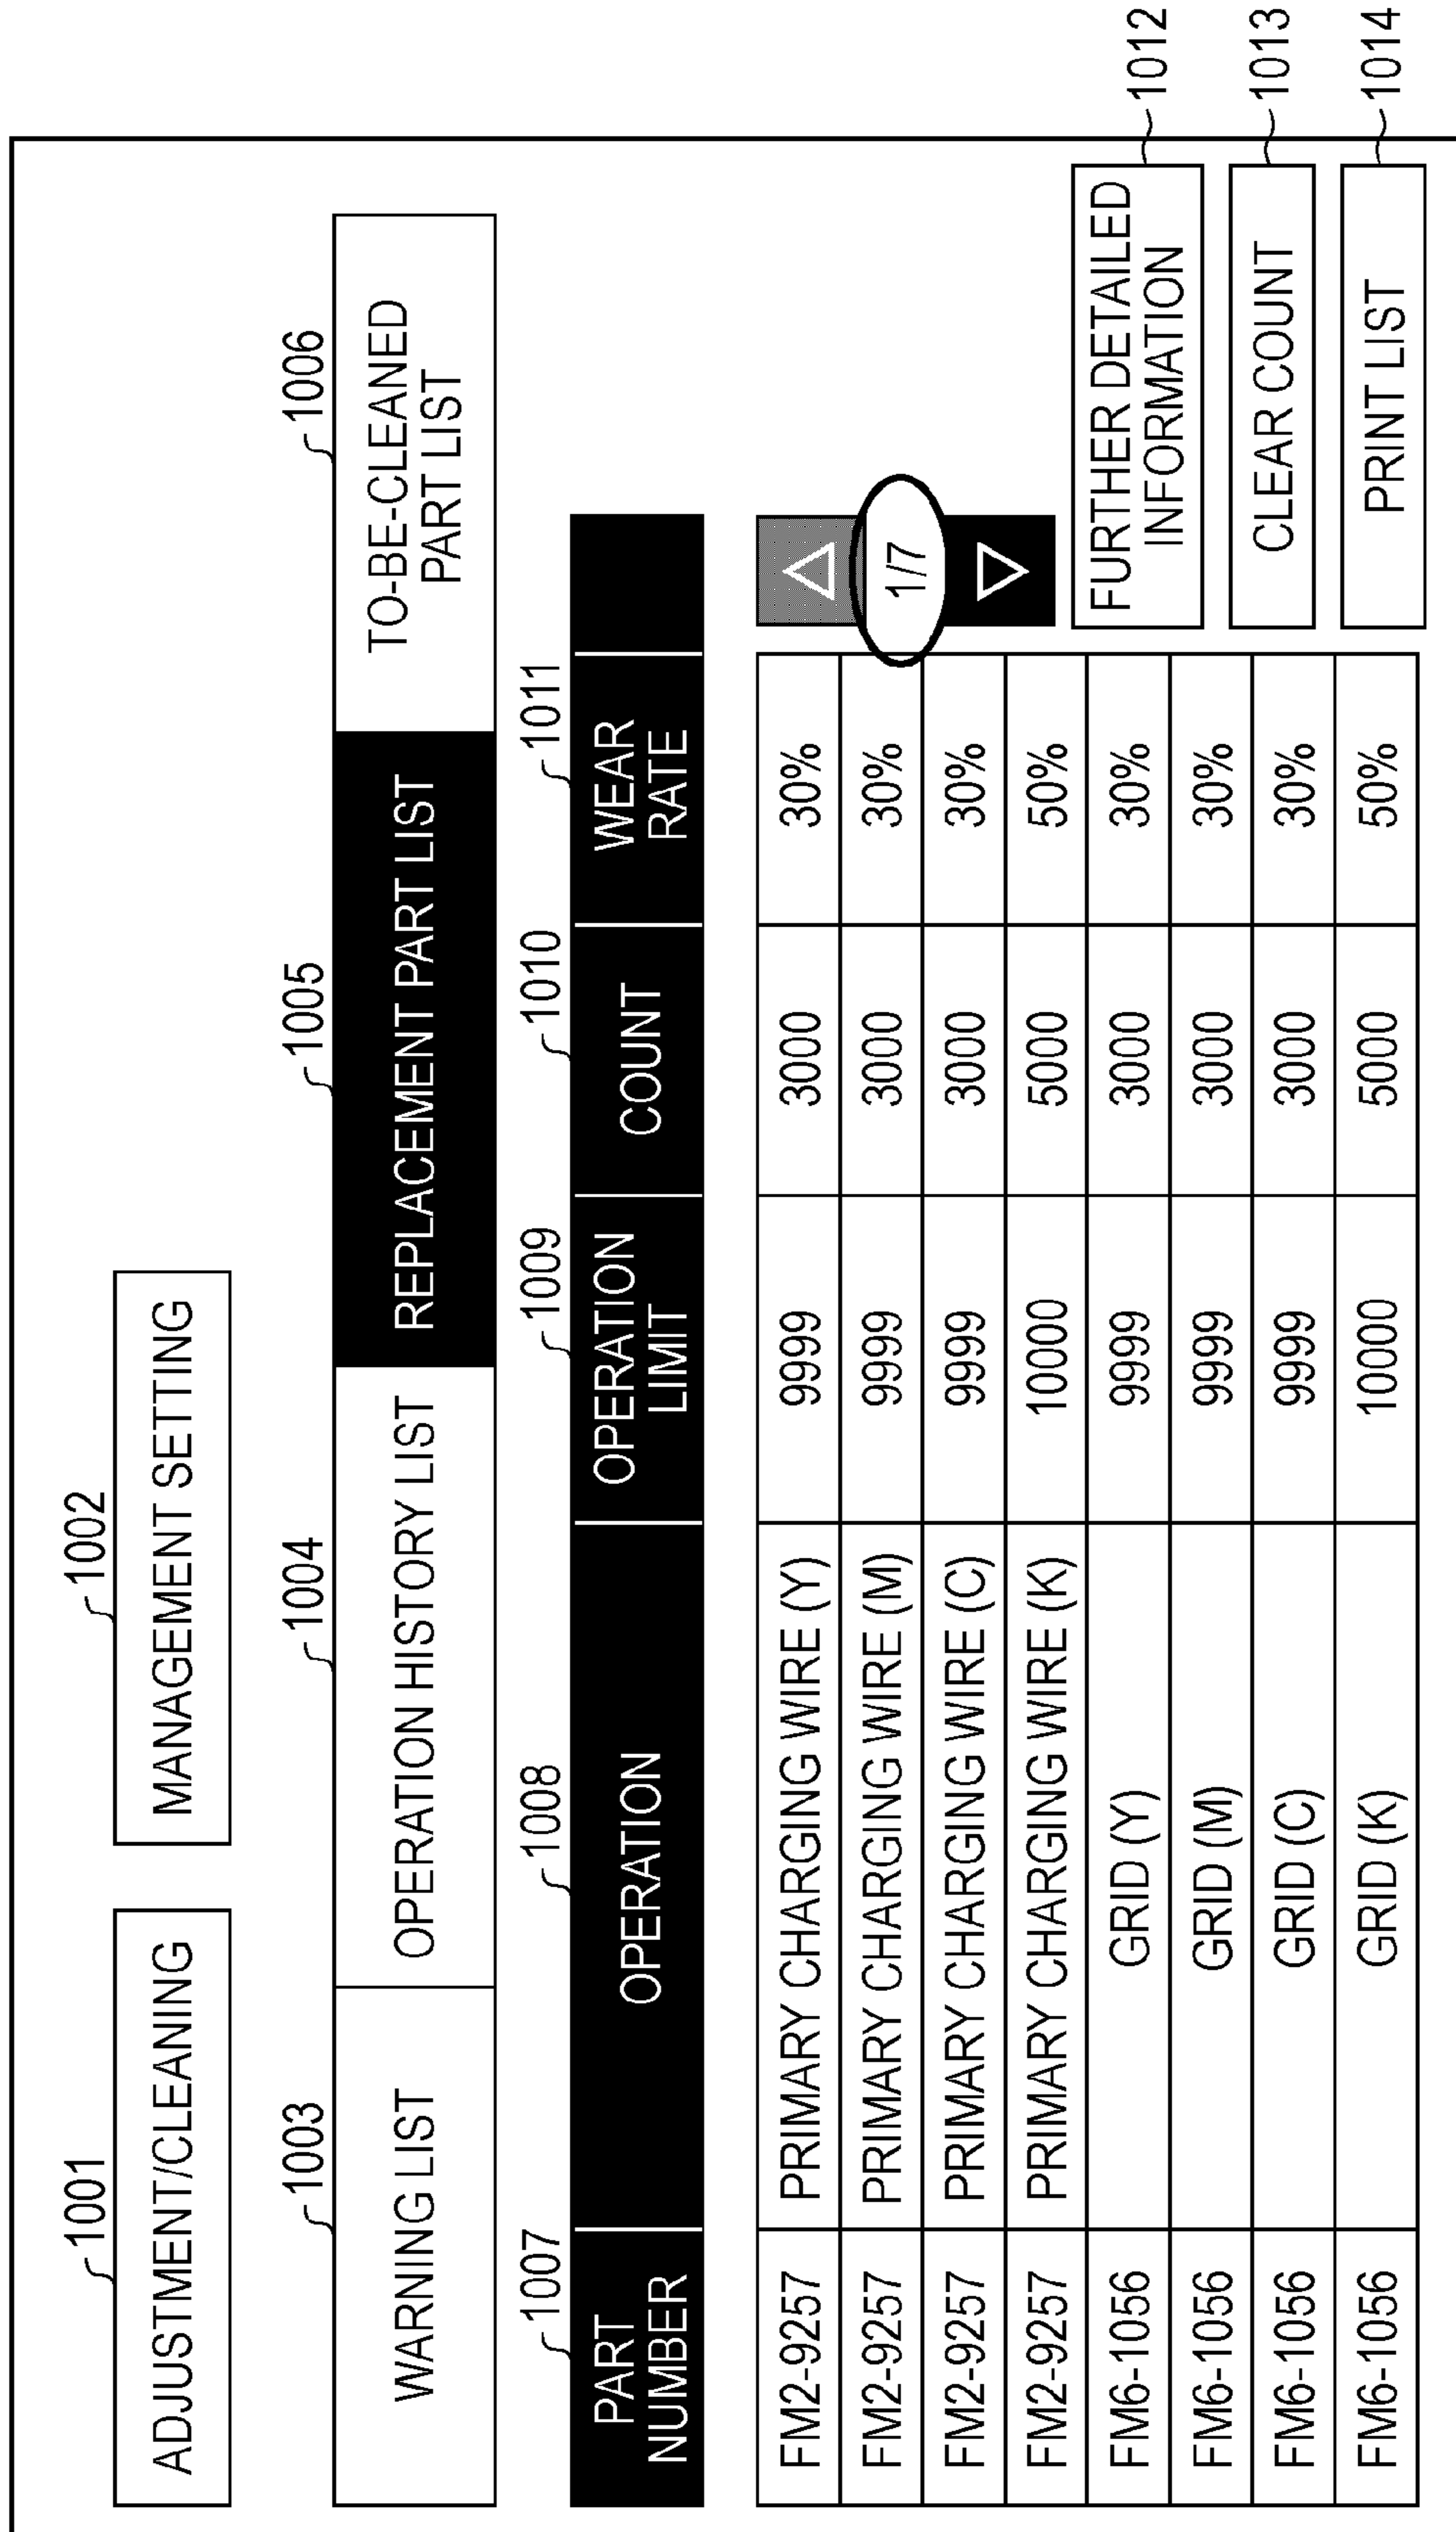 1001
1002
ADJUSTMENT/CLEANING
MANAGEMENT SETTING
1003
1004
1005
1006
WARNING LIST
OPERATION HISTORY LIST
REPLACEMENT PART LIST
TO-BE-CLEANED
PART LIST
1007
1008
1009
1010
1011
PART
NUMBER
OPERATION
OPERATION
LIMIT
COUNT
WEAR
RATE
FM2-9257 PRIMARY CHARGING WIRE (Y) 9999 3000 30%
FM2-9257 PRIMARY CHARGING WIRE (M) 9999 3000 30%
FM2-9257 PRIMARY CHARGING WIRE (C) 9999 3000 30%
FM2-9257 PRIMARY CHARGING WIRE (K) 10000 5000 50%
FM6-1056 GRID (Y) 9999 3000 30%
FM6-1056 GRID (M) 9999 3000 30%
FM6-1056 GRID (C) 9999 3000 30%
FM6-1056 GRID (K) 10000 5000 50%
1/7
FURTHER DETAILED
INFORMATION
1012
CLEAR COUNT
1013
PRINT LIST
1014